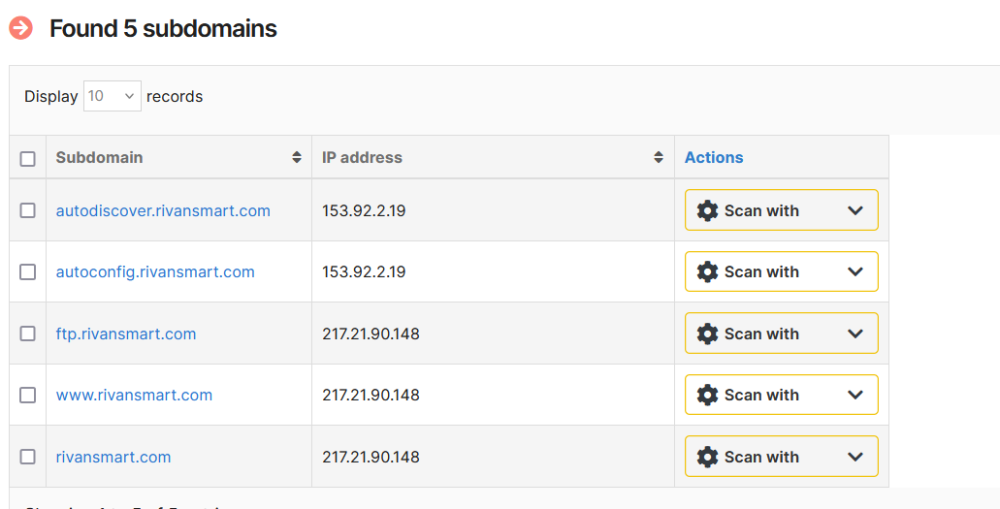 Found 5 subdomains
Display 10 records
Subdomain IP address Actions
autodiscover.rivansmart.com 153.92.2.19 Scan with
autoconfig.rivansmart.com 153.92.2.19 Scan with
ftp.rivansmart.com 217.21.90.148 Scan with
www.rivansmart.com 217.21.90.148 Scan with
rivansmart.com 217.21.90.148 Scan with